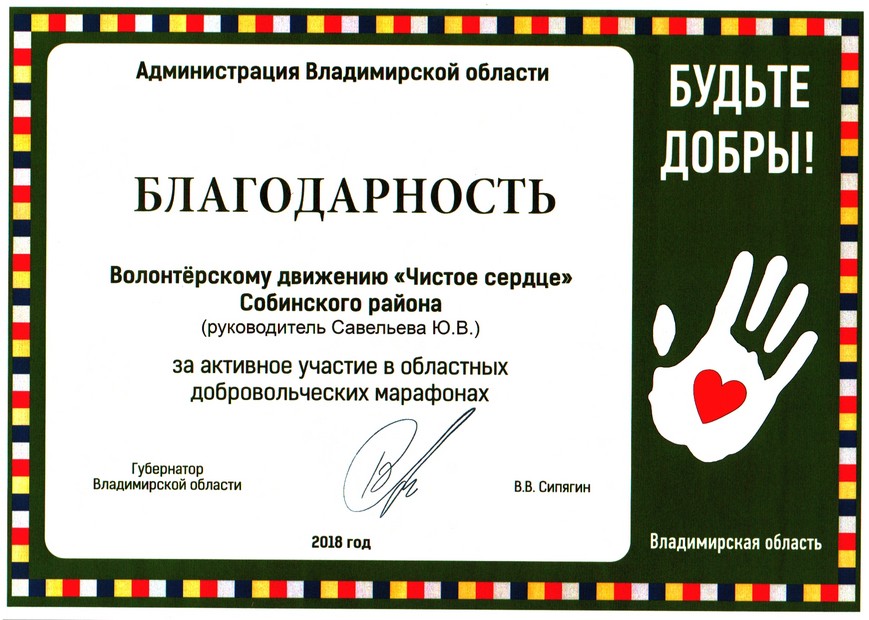 Администрация Владимирской области
БЛАГОДАРНОСТЬ
Волонтёрскому движению «Чистое сердце»
Собинского района
(руководитель Савельева Ю.В.)
за активное участие в областных
добровольческих марафонах
Губернатор
Владимирской области
В.В. Сипягин
2018 год
БУДЬТЕ
ДОБРЫ!
Владимирская область